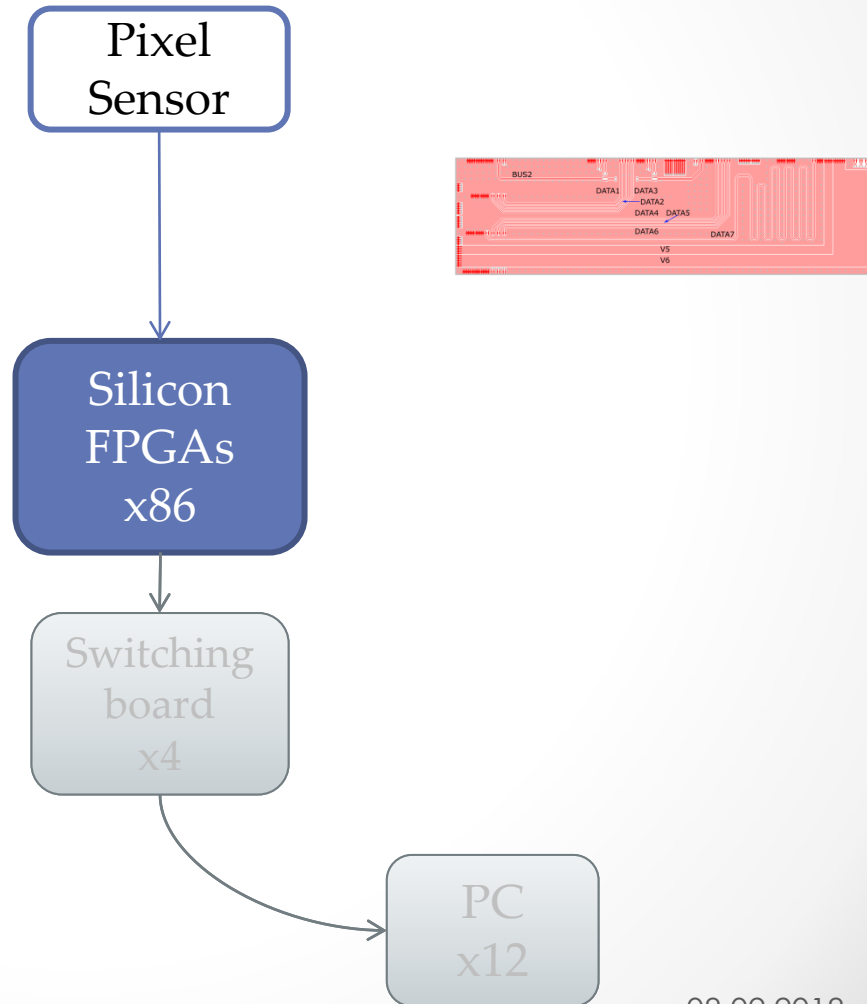 Pixel
Sensor
BUS2
DATA1
DATA3
DATA2
DATA4
DATA5
DATA6
DATA7
V5
V6
Silicon
FPGAs
x86
Switching
board
x4
PC
x12